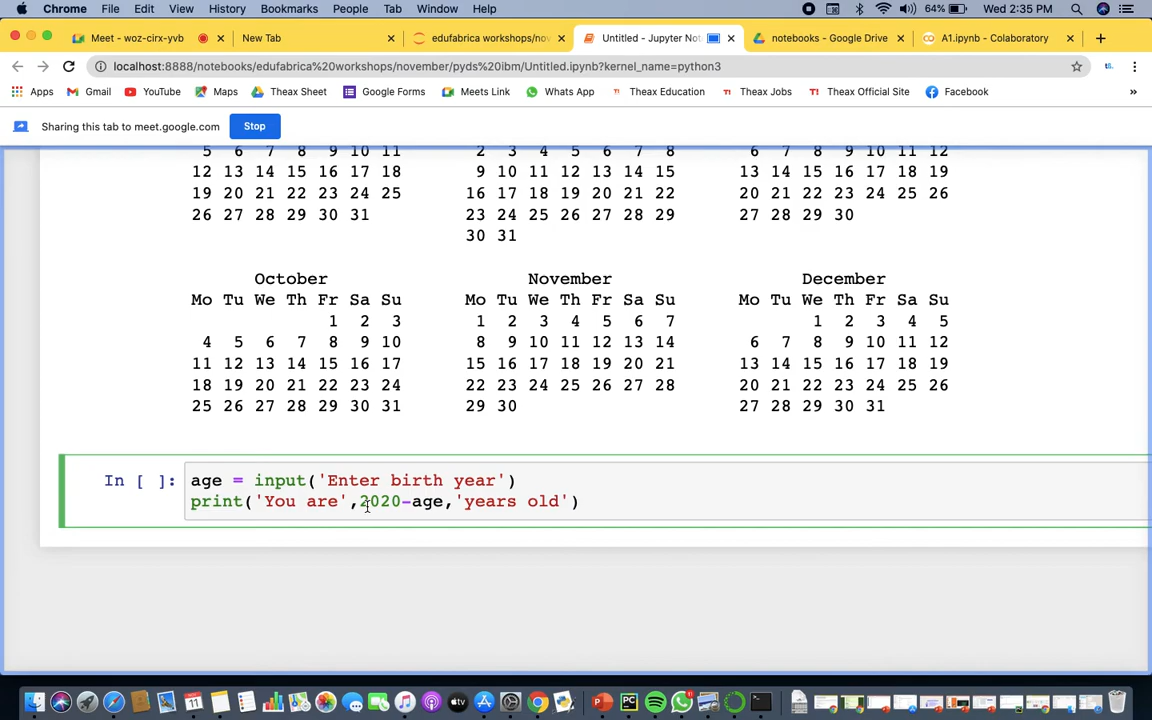 Chrome File Edit View History Bookmarks People Tab Window Help 64% Wed 2:35 PM
Meet - woz-cirx-yvb New Tab edufabrica workshops/nov Untitled - Jupyter Not notebooks - Google Drive A1.ipynb - Colaboratory
localhost:8888/notebooks/edufabrica%20workshops/november/pyds%20ibm/Untitled.ipynb?kernel_name=python3
Apps Gmail YouTube Maps Theax Sheet Google Forms Meets Link Whats App Theax Education Theax Jobs Theax Official Site Facebook »
Sharing this tab to meet.google.com Stop
5 6 7 8 9 10 11 2 3 4 5 6 7 8 6 7 8 9 10 11 12
12 13 14 15 16 17 18 9 10 11 12 13 14 15 13 14 15 16 17 18 19
19 20 21 22 23 24 25 16 17 18 19 20 21 22 20 21 22 23 24 25 26
26 27 28 29 30 31 23 24 25 26 27 28 29 27 28 29 30
30 31
October November December
Mo Tu We Th Fr Sa Su Mo Tu We Th Fr Sa Su Mo Tu We Th Fr Sa Su
1 2 3 1 2 3 4 5 6 7 1 2 3 4 5
4 5 6 7 8 9 10 8 9 10 11 12 13 14 6 7 8 9 10 11 12
11 12 13 14 15 16 17 15 16 17 18 19 20 21 13 14 15 16 17 18 19
18 19 20 21 22 23 24 22 23 24 25 26 27 28 20 21 22 23 24 25 26
25 26 27 28 29 30 31 29 30 27 28 29 30 31
In [ ]: age = input('Enter birth year')
print('You are',2020-age,'years old')